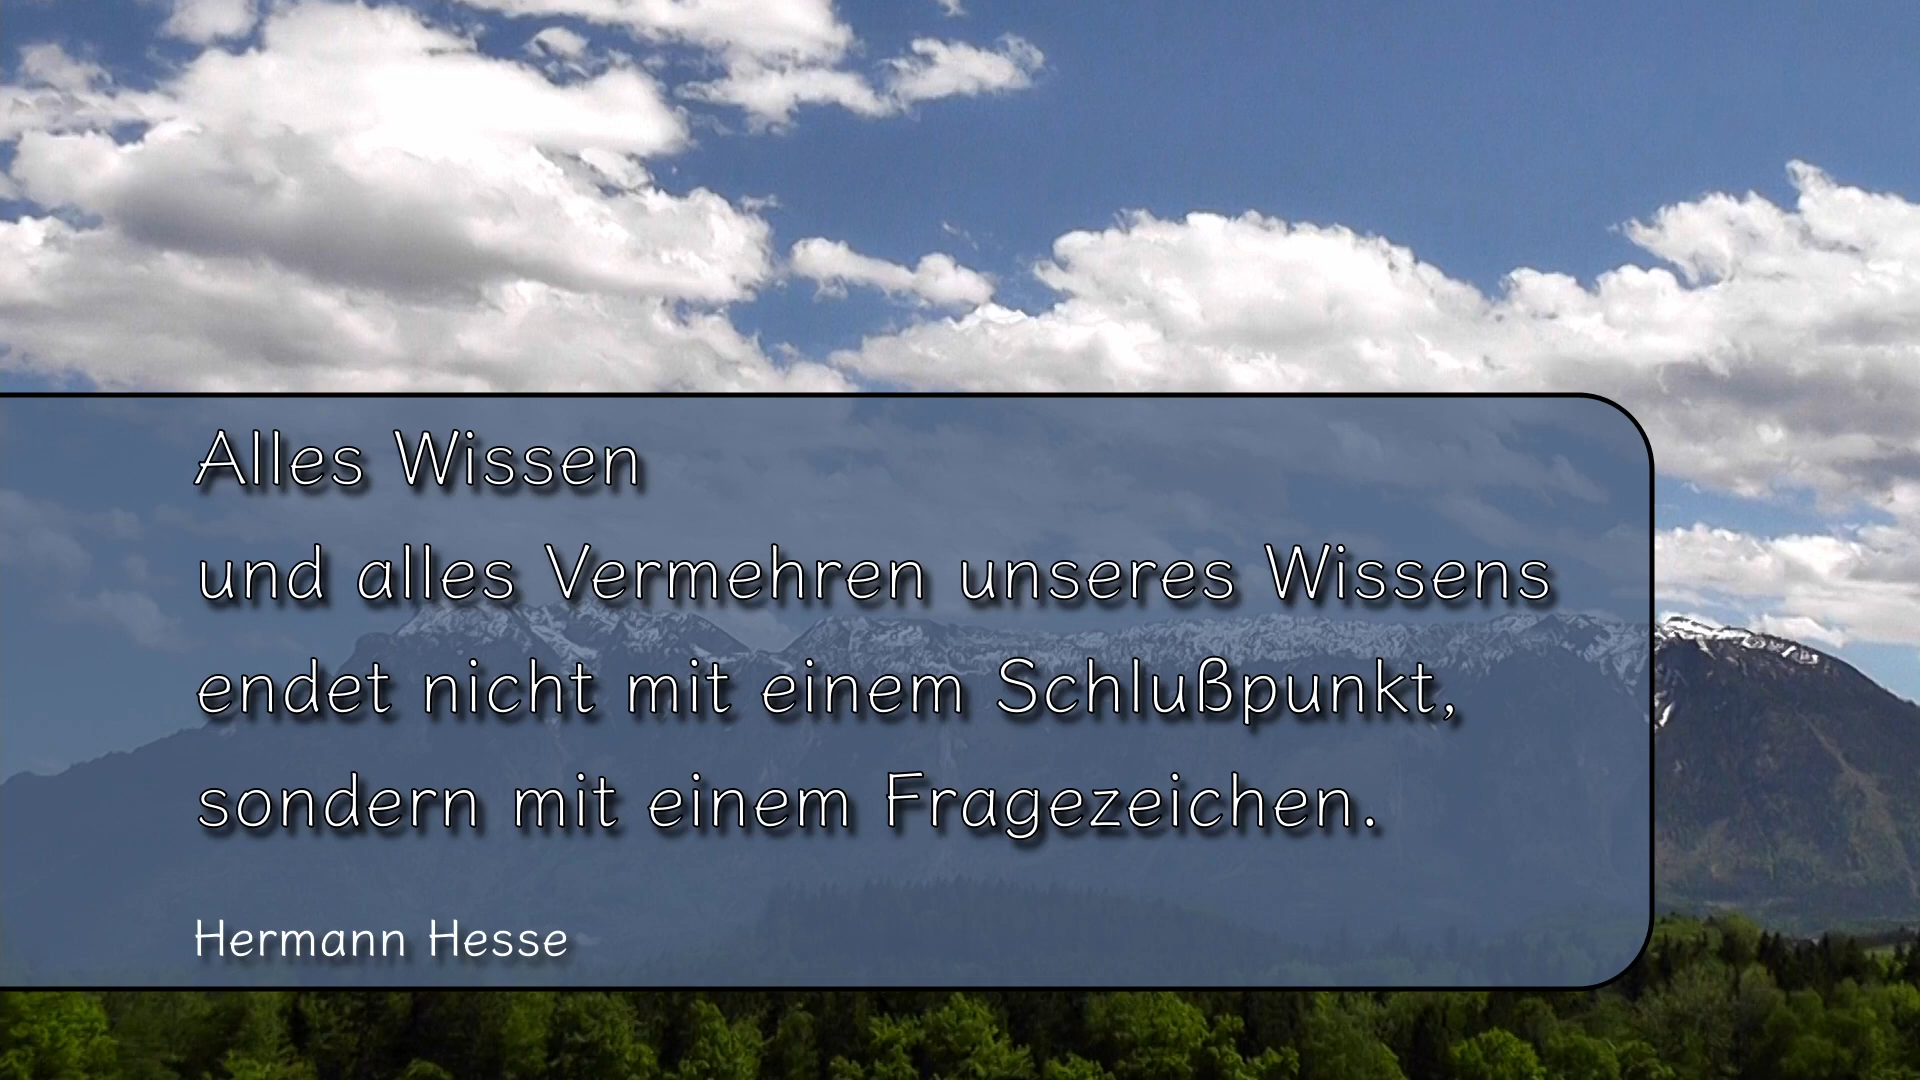 Alles Wissen
und alles Vermehren unseres Wissens
endet nicht mit einem Schlußpunkt,
sondern mit einem Fragezeichen.
Hermann Hesse